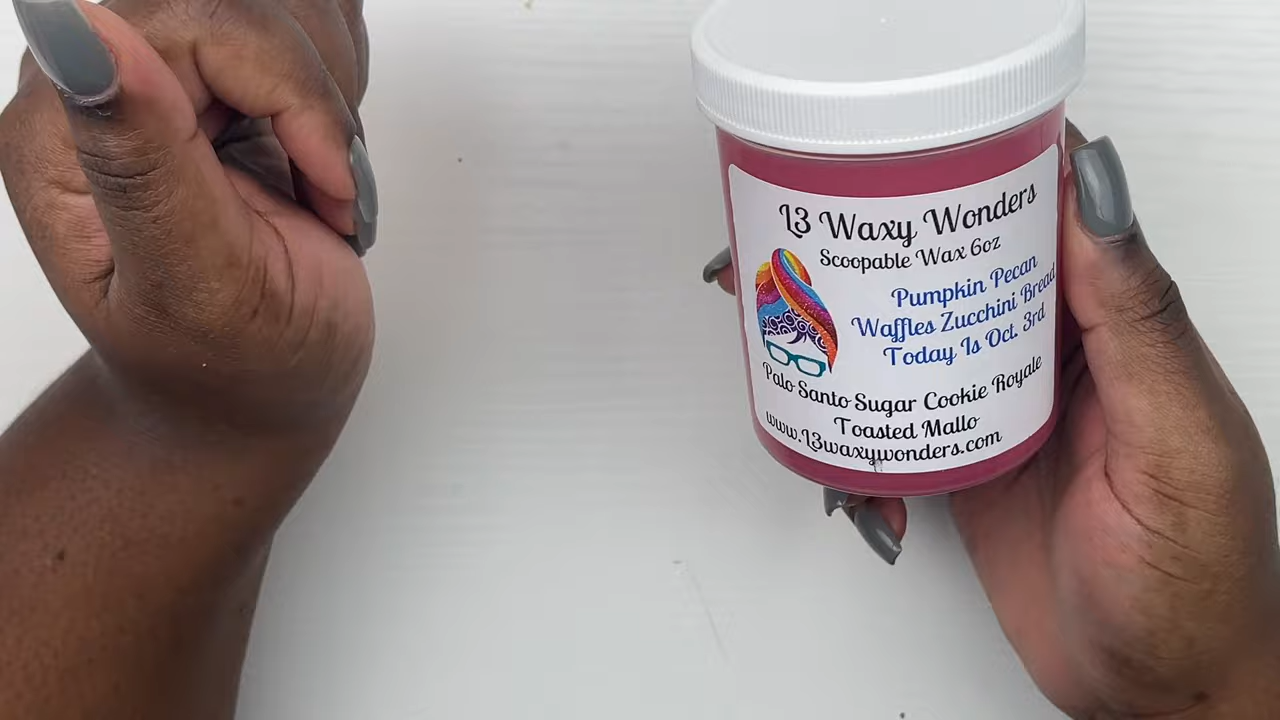 L3 Waxy Wonders
Scoopable Wax 6oz
Pumpkin Pecan
Waffles Zucchini Bread
Today Is Oct. 3rd
Palo Santo Sugar Cookie Royale
Toasted Mallo
www.L3waxywonders.com